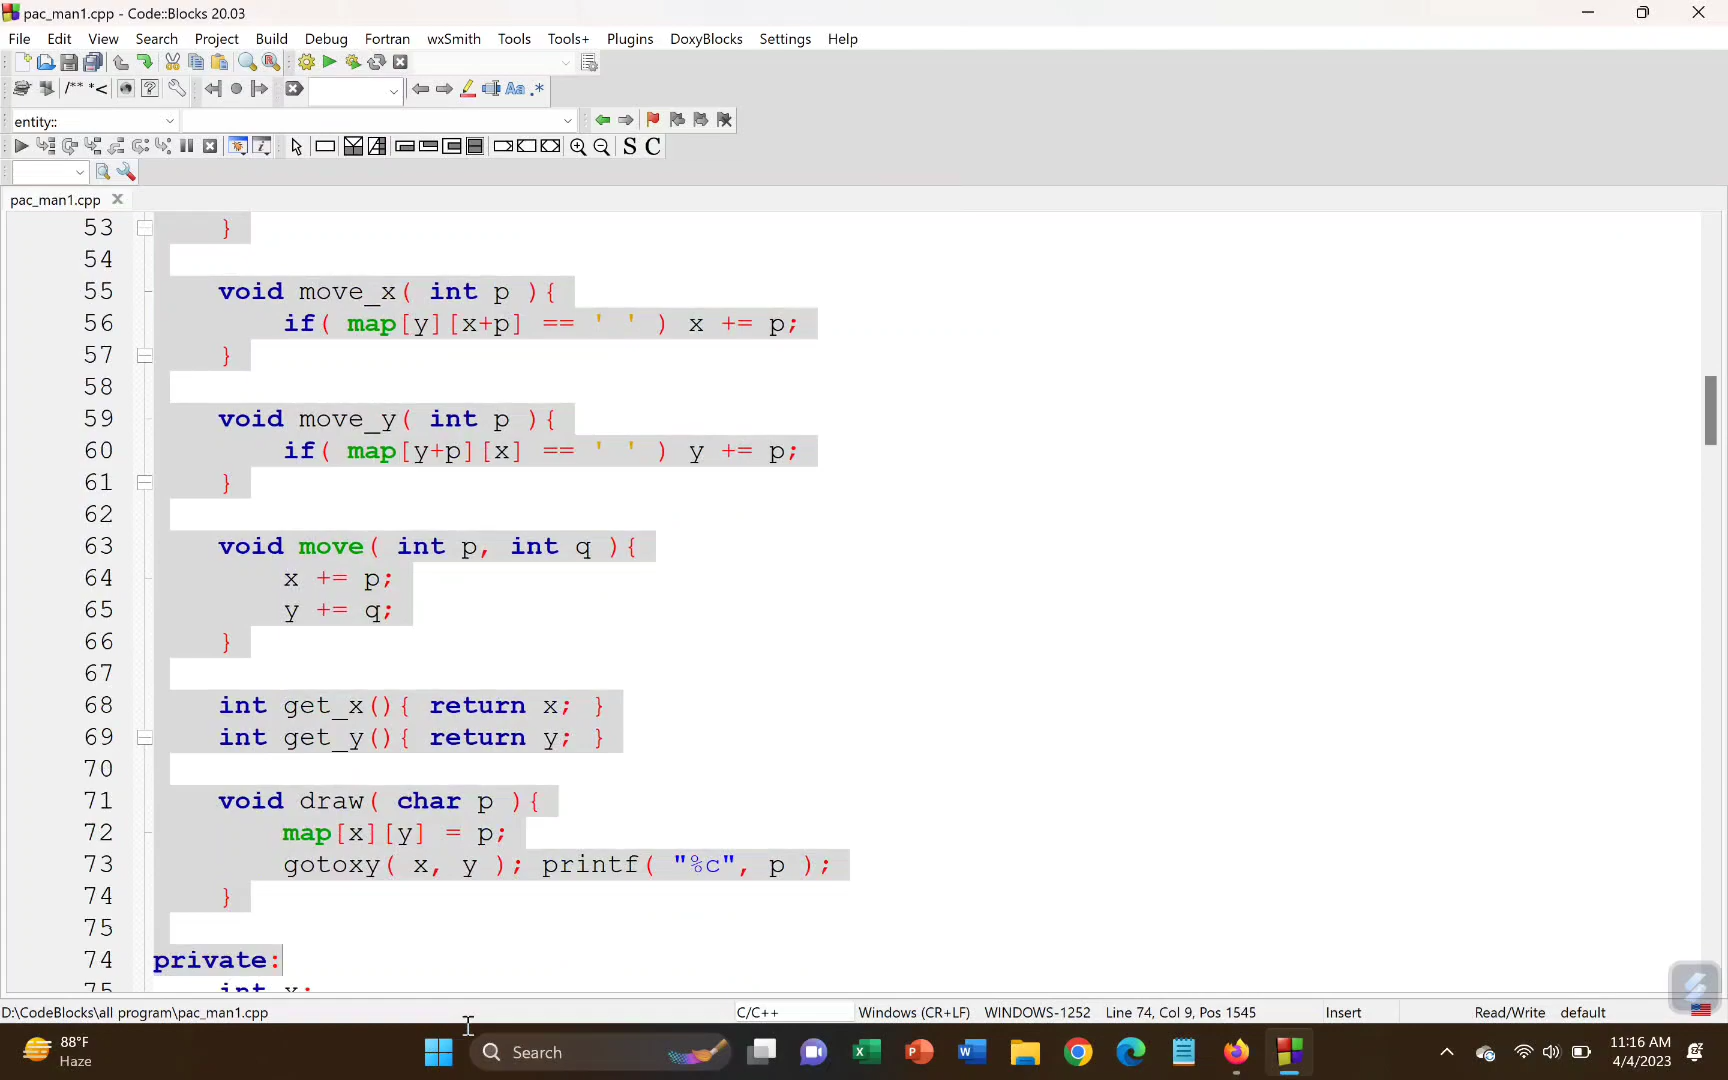 pac_man1.cpp - Code::Blocks 20.03
File Edit View Search Project Build Debug Fortran wxSmith Tools Tools+ Plugins DoxyBlocks Settings Help
/** *<
Aa .*
entity::
S C
pac_man1.cpp
53 }
54
55 void move_x( int p ){
56 if( map[y][x+p] == ' ' ) x += p;
57 }
58
59 void move_y( int p ){
60 if( map[y+p][x] == ' ' ) y += p;
61 }
62
63 void move( int p, int q ){
64 x += p;
65 y += q;
66 }
67
68 int get_x(){ return x; }
69 int get_y(){ return y; }
70
71 void draw( char p ){
72 map[x][y] = p;
73 gotoxy( x, y ); printf( "%c", p );
74 }
75
74 private:
75 int x;
D:\CodeBlocks\all program\pac_man1.cpp C/C++ Windows (CR+LF) WINDOWS-1252 Line 74, Col 9, Pos 1545 Insert Read/Write default
88°F
Haze
Search
11:16 AM
4/4/2023